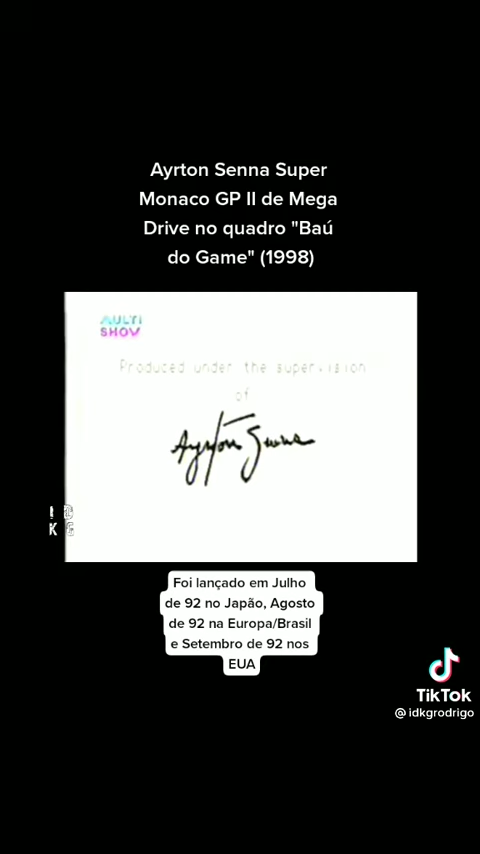 Ayrton Senna Super
Monaco GP II de Mega
Drive no quadro "Baú
do Game" (1998)
MULTI
SHOW
Produced under the supervision
of
Ayrton Senna
Foi lançado em Julho
de 92 no Japão, Agosto
de 92 na Europa/Brasil
e Setembro de 92 nos
EUA
TikTok
@idkgrodrigo